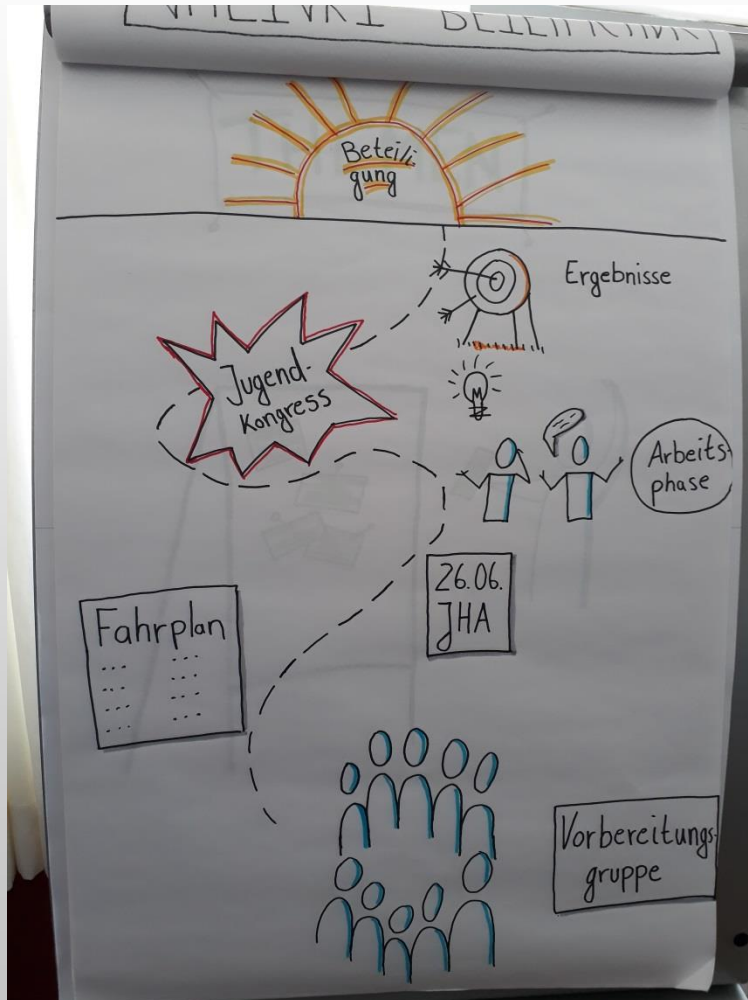 Beteili
gung
Ergebnisse
Jugend-
Kongress
Arbeits-
phase
26.06.
JHA
Fahrplan
Vorbereitungs-
gruppe